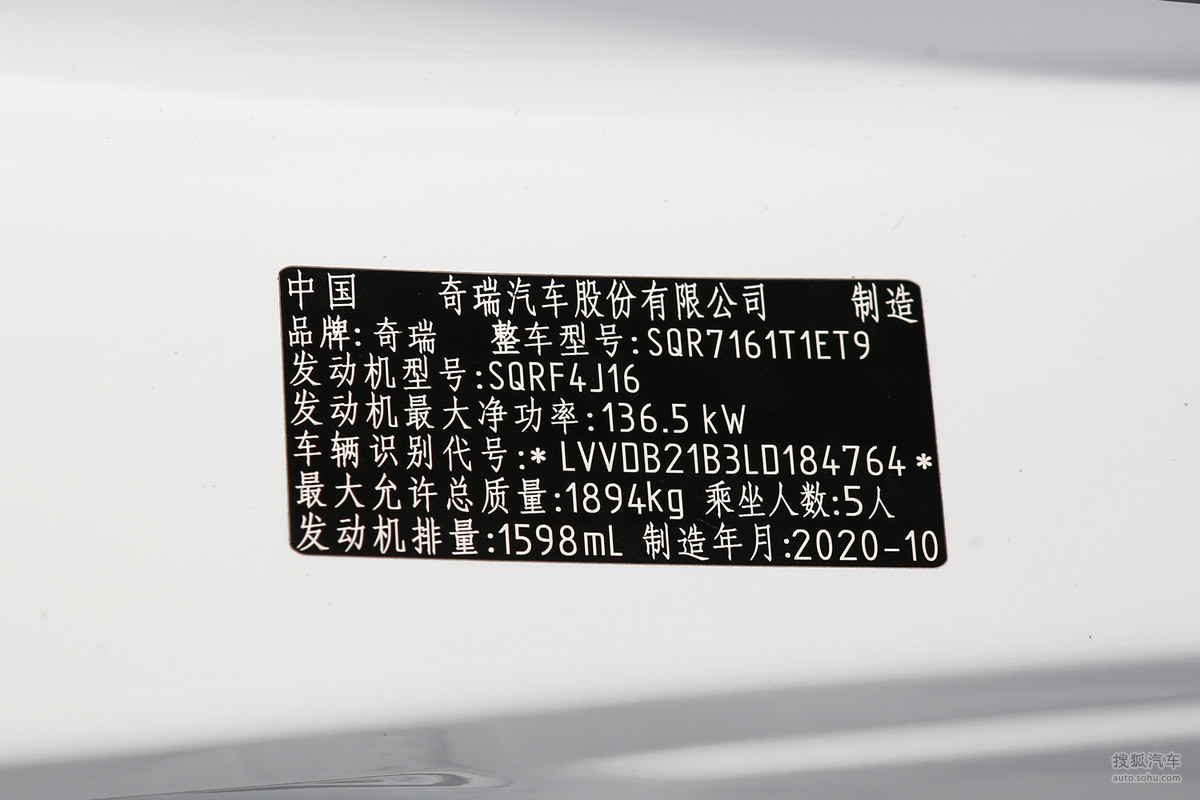 中国 奇瑞汽车股份有限公司 制造
品牌:奇瑞 整车型号:SQR7161T1ET9
发动机型号:SQRF4J16
发动机最大净功率:136.5 kW
车辆识别代号:*LVVDB21B3LD184764*
最大允许总质量:1894kg 乘坐人数:5人
发动机排量:1598mL 制造年月:2020-10
搜狐汽车
auto.sohu.com